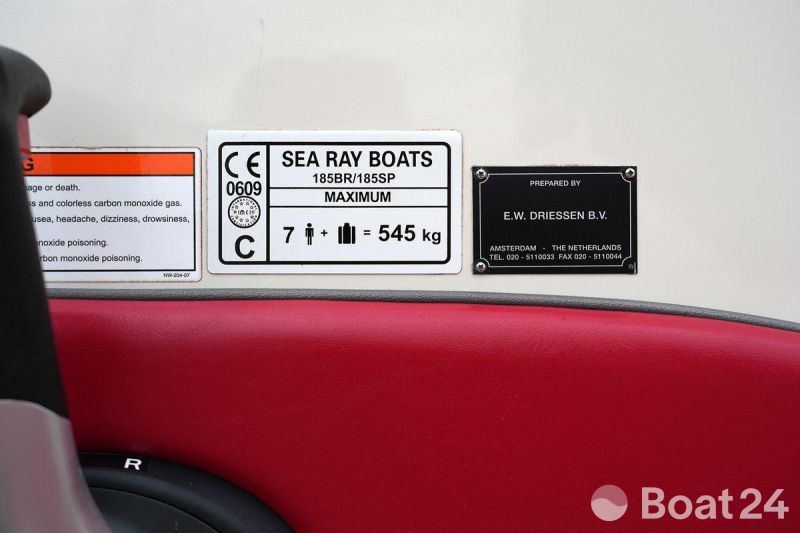 G
age or death.
s and colorless carbon monoxide gas.
usea, headache, dizziness, drowsiness,
onoxide poisoning.
rbon monoxide poisoning.
NW-204-07
CE
0609
IMCI
C
SEA RAY BOATS
185BR/185SP
MAXIMUM
7 + = 545 kg
PREPARED BY
E.W. DRIESSEN B.V.
AMSTERDAM - THE NETHERLANDS
TEL. 020 - 5110033 FAX 020 - 5110044
R
Boat24